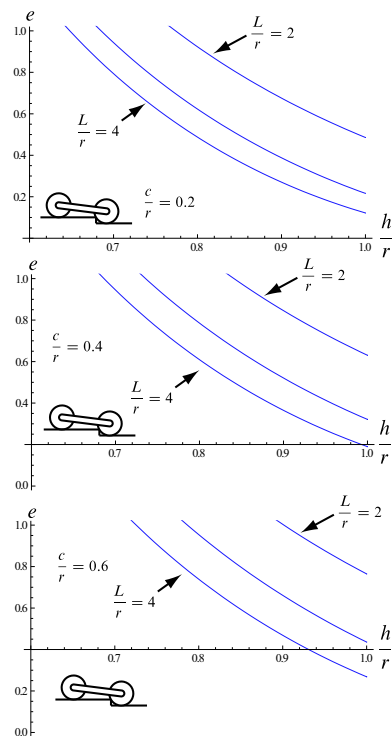 e
1.0
L/r = 2
0.8
0.6
L/r = 4
0.4
c/r = 0.2
0.2
0.7 0.8 0.9 1.0
h/r
e
1.0
L/r = 2
0.8
c/r = 0.4
0.6
L/r = 4
0.4
h/r
0.7 0.8 0.9 1.0
0.0
e
1.0
L/r = 2
0.8
c/r = 0.6
L/r = 4
0.6
h/r
0.7 0.8 0.9 1.0
0.2
0.0